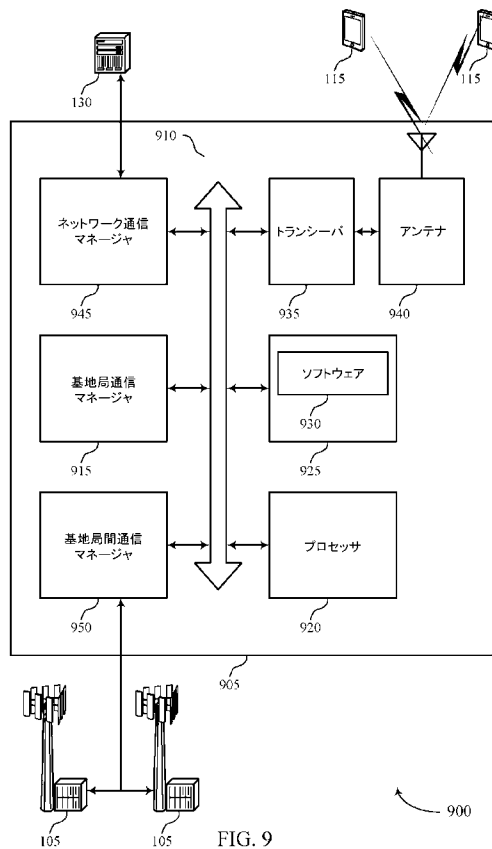 115
115
130
910
ネットワーク通信
マネージャ
945
トランシーバ
935
アンテナ
940
基地局通信
マネージャ
915
ソフトウェア
930
925
基地局間通信
マネージャ
950
プロセッサ
920
905
105
105
900
FIG. 9